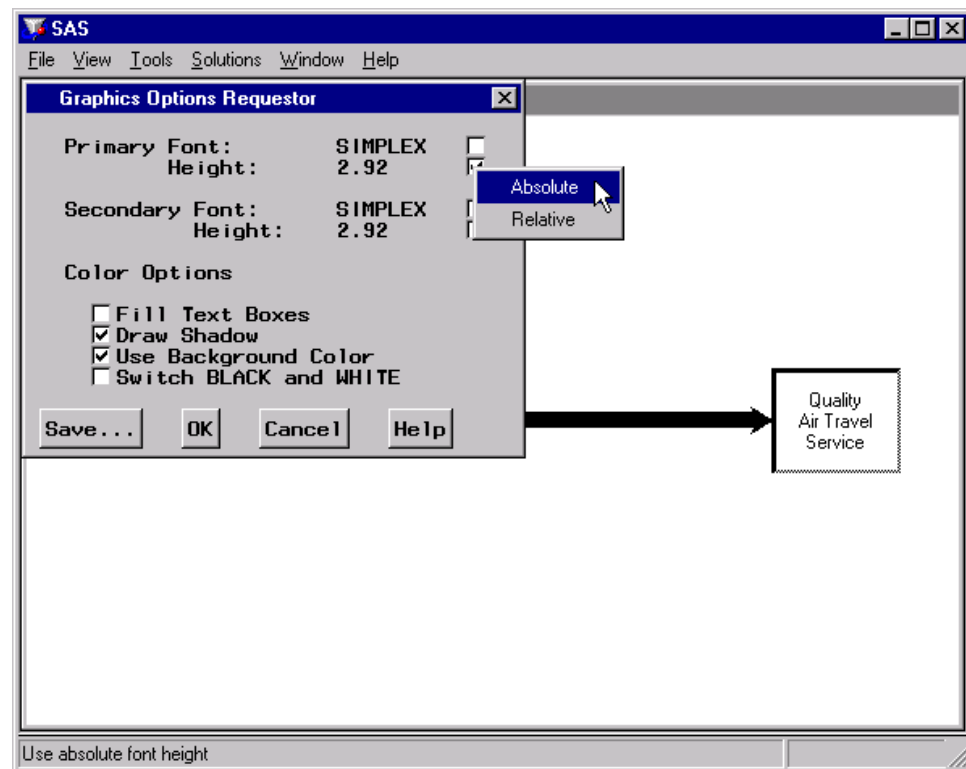 SAS
File View Tools Solutions Window Help
Graphics Options Requestor
Primary Font: SIMPLEX
Height: 2.92
Absolute
Relative
Secondary Font: SIMPLEX
Height: 2.92
Color Options
Fill Text Boxes
Draw Shadow
Use Background Color
Switch BLACK and WHITE
Save... OK Cancel Help
Quality
Air Travel
Service
Use absolute font height